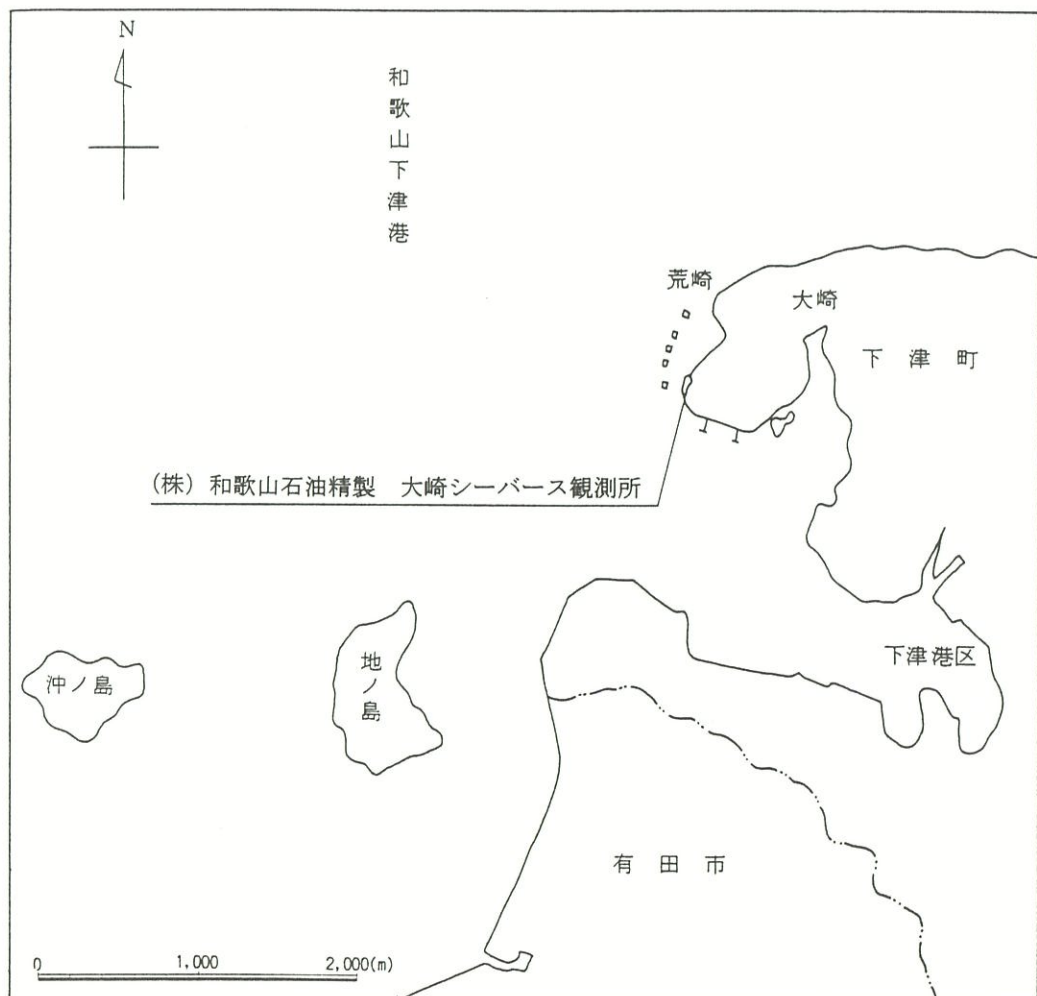 N
和歌山下津港
荒崎
大崎
下津町
(株) 和歌山石油精製 大崎シーバース観測所
下津港区
沖ノ島
地ノ島
有田市
0 1,000 2,000(m)